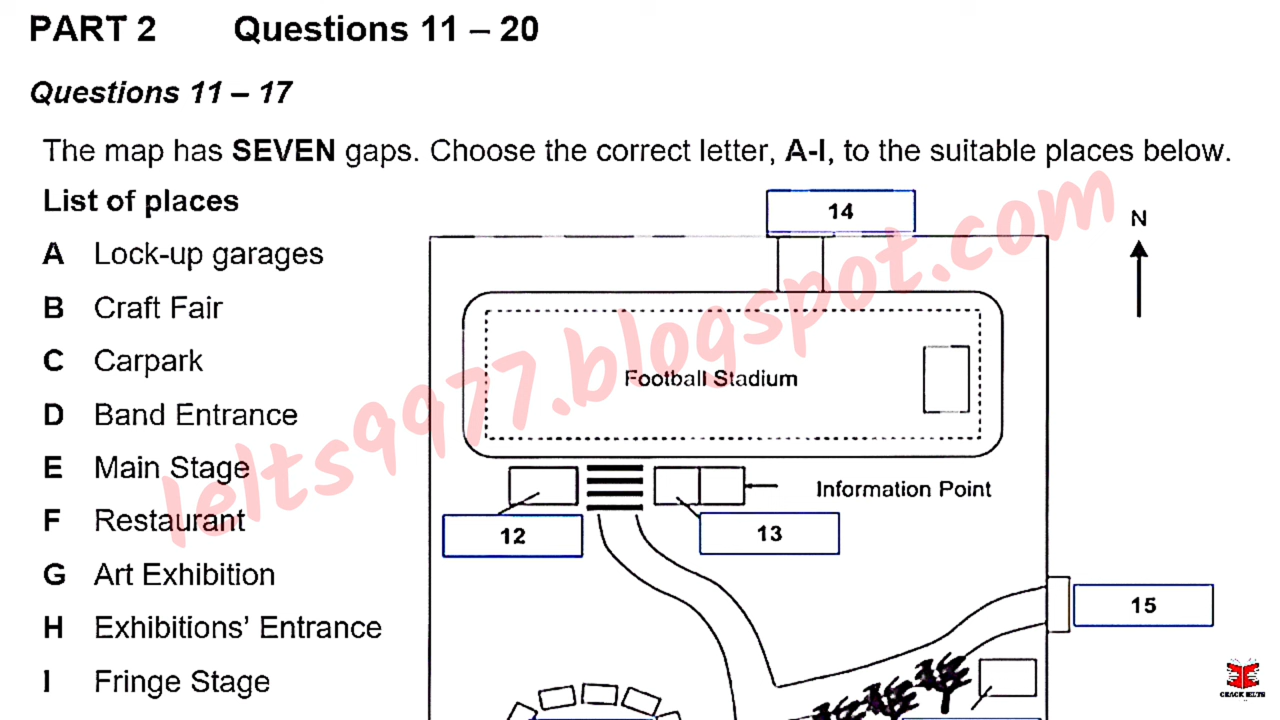 PART 2 Questions 11 – 20
Questions 11 – 17
The map has SEVEN gaps. Choose the correct letter, A-I, to the suitable places below.
List of places
A Lock-up garages
B Craft Fair
C Carpark
D Band Entrance
E Main Stage
F Restaurant
G Art Exhibition
H Exhibitions' Entrance
I Fringe Stage
14
N
Football Stadium
Information Point
12
13
15
Ielts9977.blogspot.com
CRACK IELTS